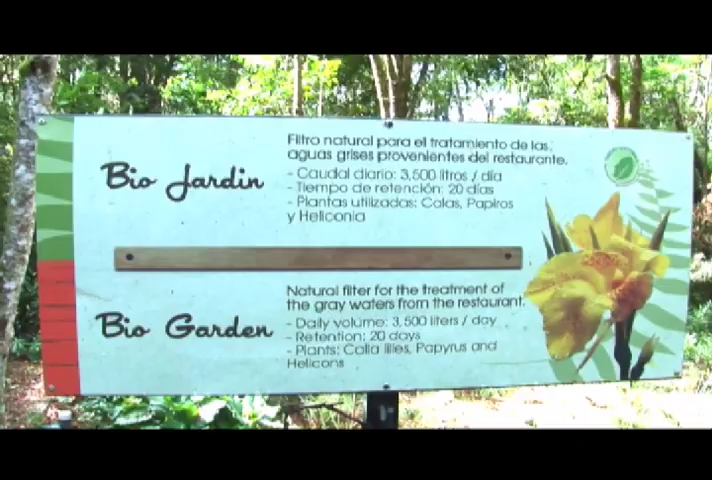 Bio Jardin
Filtro natural para el tratamiento de las
aguas grises provenientes del restaurante.
- Caudal diario: 3,500 litros / día
- Tiempo de retención: 20 días
- Plantas utilizadas: Calas, Papiros
y Heliconia
Bio Garden
Natural filter for the treatment of
the gray waters from the restaurant.
- Daily volume: 3,500 liters / day
- Retention: 20 days
- Plants: Calla lilies, Papyrus and
Helicons